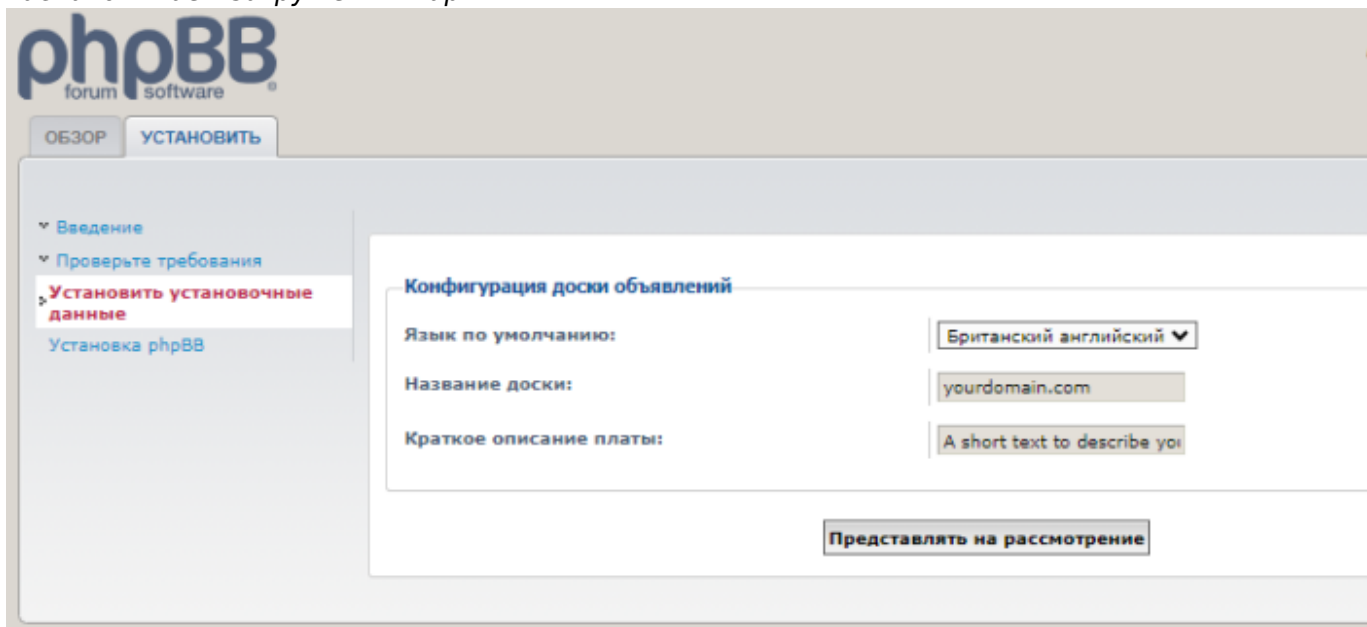 phpBB
forum software ®
ОБЗОР УСТАНОВИТЬ
Введение
Проверьте требования
Установить установочные
данные
Установка phpBB
Конфигурация доски объявлений
Язык по умолчанию: Британский английский
Название доски: yourdomain.com
Краткое описание платы: A short text to describe you
Представлять на рассмотрение